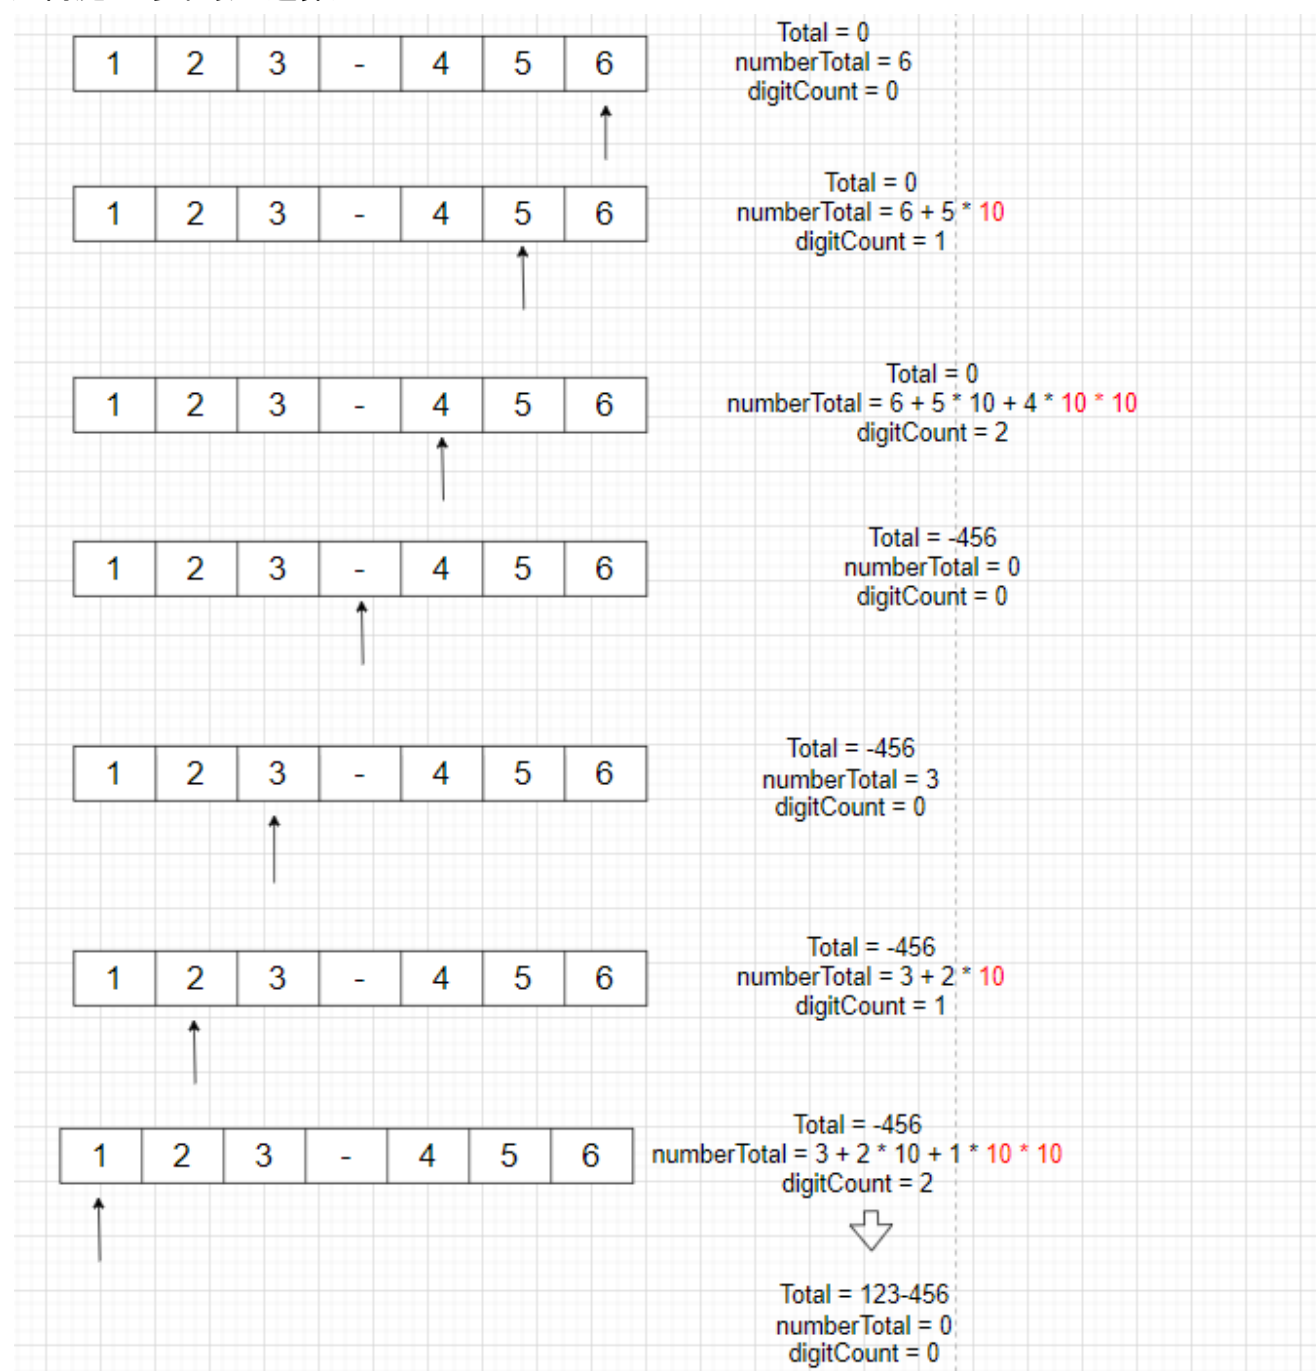 1 2 3 - 4 5 6
Total = 0
numberTotal = 6
digitCount = 0
1 2 3 - 4 5 6
Total = 0
numberTotal = 6 + 5 * 10
digitCount = 1
1 2 3 - 4 5 6
Total = 0
numberTotal = 6 + 5 * 10 + 4 * 10 * 10
digitCount = 2
1 2 3 - 4 5 6
Total = -456
numberTotal = 0
digitCount = 0
1 2 3 - 4 5 6
Total = -456
numberTotal = 3
digitCount = 0
1 2 3 - 4 5 6
Total = -456
numberTotal = 3 + 2 * 10
digitCount = 1
1 2 3 - 4 5 6
Total = -456
numberTotal = 3 + 2 * 10 + 1 * 10 * 10
digitCount = 2
Total = 123-456
numberTotal = 0
digitCount = 0